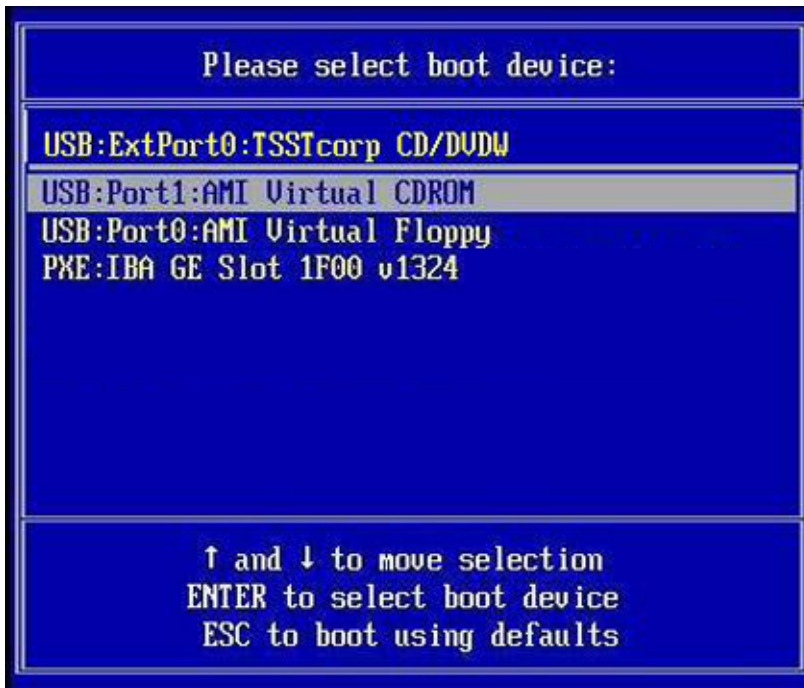 Please select boot device:
USB:ExtPort0:TSSTcorp CD/DVDW
USB:Port1:AMI Virtual CDROM
USB:Port0:AMI Virtual Floppy
PXE:IBA GE Slot 1F00 v1324
↑ and ↓ to move selection
ENTER to select boot device
ESC to boot using defaults